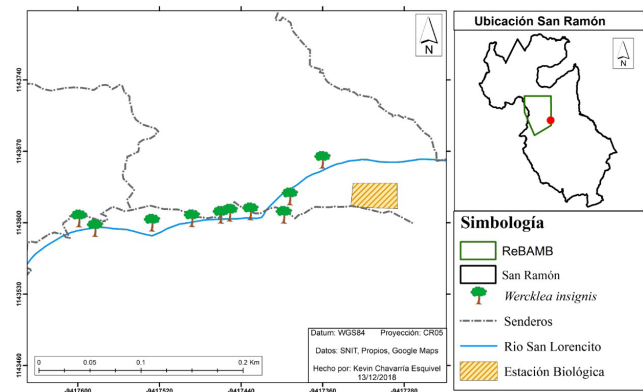 Ubicación San Ramón
N
N
1143740
1143670
1143600
1143530
1143460
Simbología
ReBAMB
San Ramón
Wercklea insignis
Senderos
Rio San Lorencito
Estación Biológica
Datum: WGS84 Proyección: CR05
Datos: SNIT, Propios, Google Maps
Hecho por: Kevin Chavarría Esquivel
13/12/2018
0 0.05 0.1 0.2 Km
-9417600 -9417520 -9417440 -9417360 -9417280